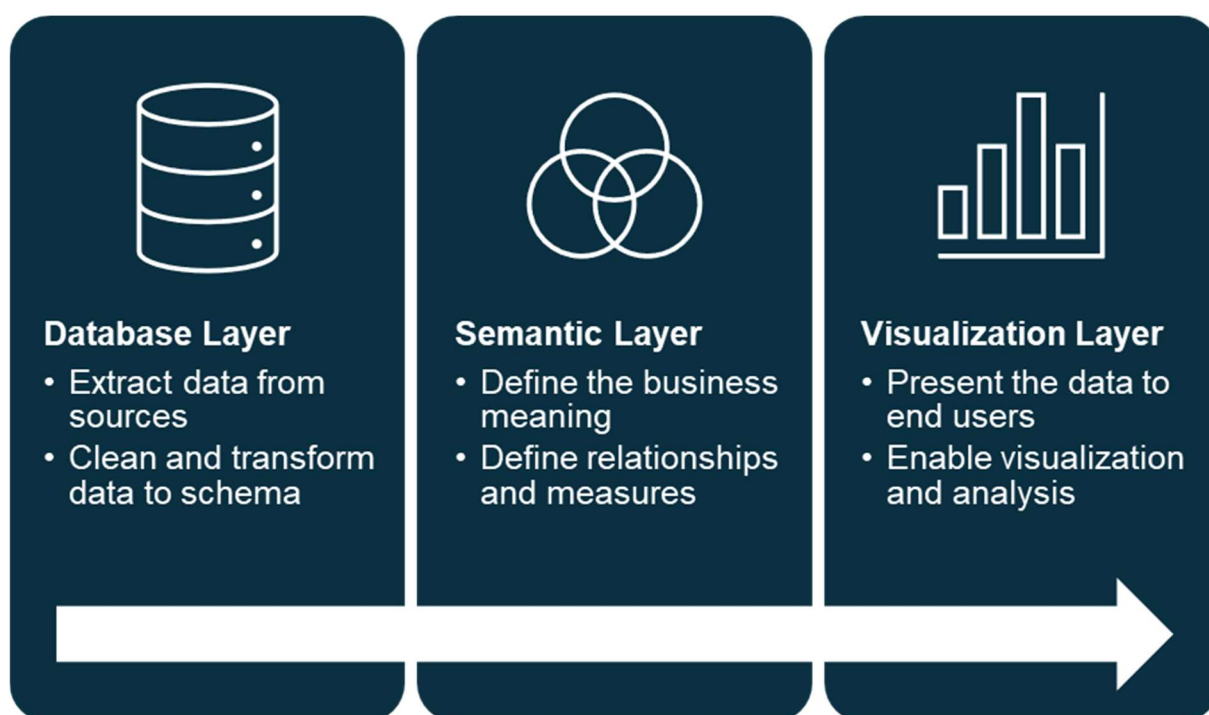 Database Layer
• Extract data from
sources
• Clean and transform
data to schema
Semantic Layer
• Define the business
meaning
• Define relationships
and measures
Visualization Layer
• Present the data to
end users
• Enable visualization
and analysis